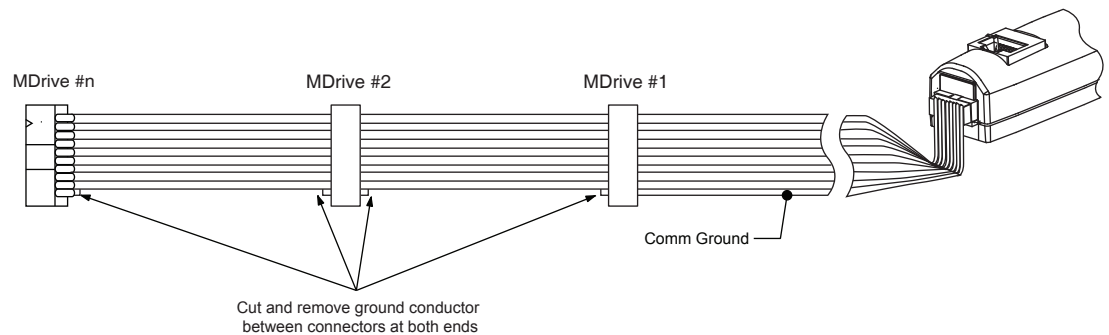 MDrive #n
MDrive #2
MDrive #1
Comm Ground
Cut and remove ground conductor
between connectors at both ends